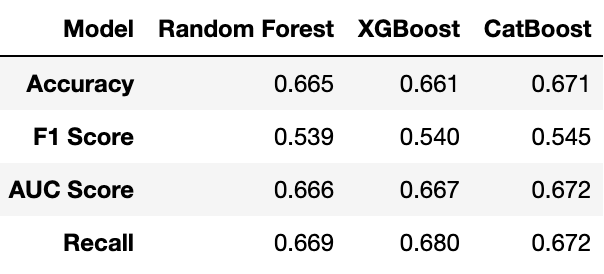 Model Random Forest XGBoost CatBoost
Accuracy 0.665 0.661 0.671
F1 Score 0.539 0.540 0.545
AUC Score 0.666 0.667 0.672
Recall 0.669 0.680 0.672